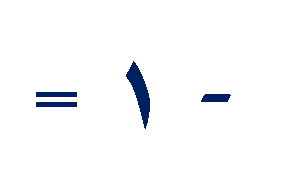 - ١ =